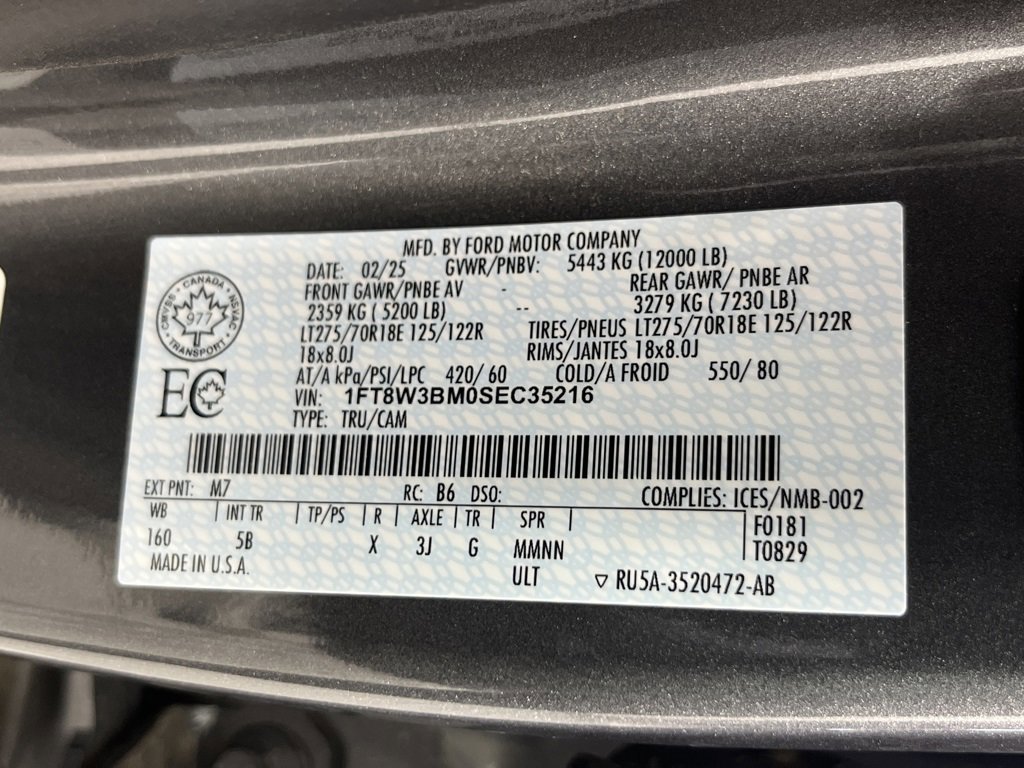 MFD. BY FORD MOTOR COMPANY
DATE: 02/25 GVWR/PNBV: 5443 KG (12000 LB)
FRONT GAWR/PNBE AV - REAR GAWR/ PNBE AR
2359 KG ( 5200 LB) -- 3279 KG ( 7230 LB)
LT275/70R18E 125/122R TIRES/PNEUS LT275/70R18E 125/122R
18x8.0J RIMS/JANTES 18x8.0J
AT/A kPa/PSI/LPC 420/ 60 COLD/A FROID 550/ 80
VIN: 1FT8W3BM0SEC35216
TYPE: TRU/CAM
CANADA
CMVSS NSVAC
977
TRANSPORT
EC
EXT PNT: M7 RC: B6 DSO: COMPLIES: ICES/NMB-002
WB | INT TR | TP/PS | R | AXLE | TR | SPR | F0181
160 5B X 3J G MMNN T0829
MADE IN U.S.A. ULT ▽ RU5A-3520472-AB